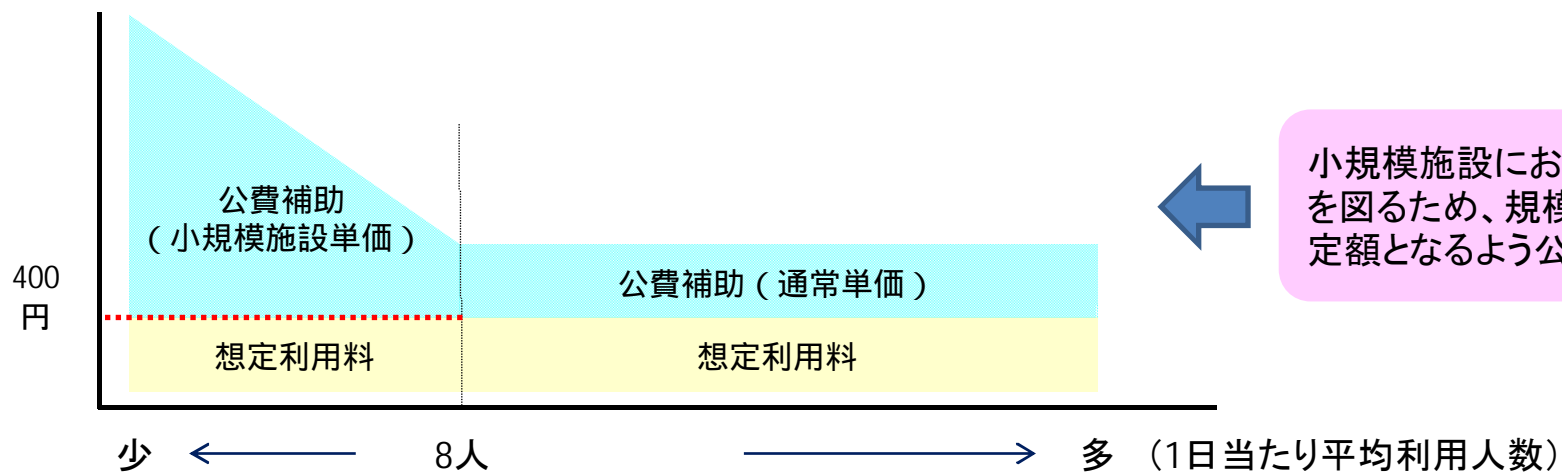 公費補助
（小規模施設単価）
小規模施設にお
を図るため、規模
定額となるよう公
400
円
公費補助（通常単価）
想定利用料
想定利用料
少
8人
多 （1日当たり平均利用人数）